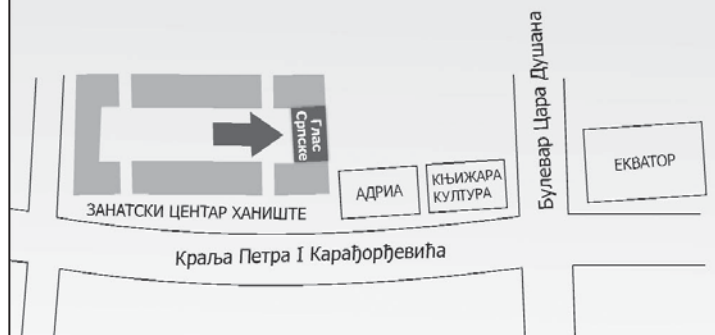 Булевар Цара Душана
Глас
Српске
АДРИА
КЊИЖАРА
КУЛТУРА
ЕКВАТОР
ЗАНАТСКИ ЦЕНТАР ХАНИШТЕ
Краља Петра I Карађорђевића